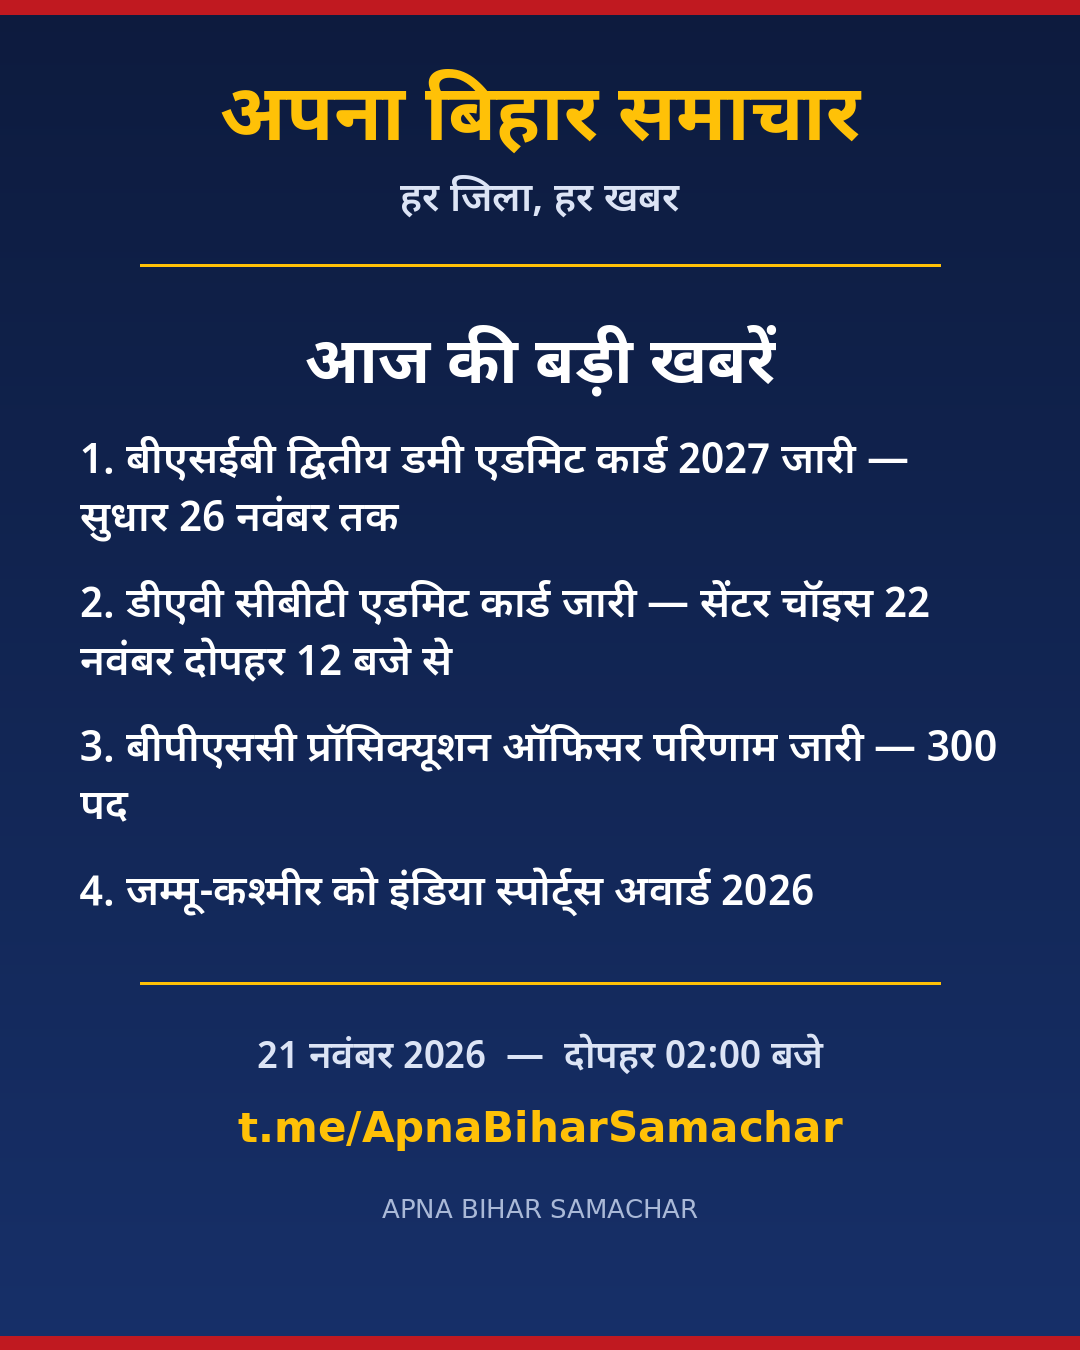 अपना बिहार समाचार
हर जिला, हर खबर
आज की बड़ी खबरें
1. बीएसईबी द्वितीय डमी एडमिट कार्ड 2027 जारी —
सुधार 26 नवंबर तक
2. डीएवी सीबीटी एडमिट कार्ड जारी — सेंटर चॉइस 22
नवंबर दोपहर 12 बजे से
3. बीपीएससी प्रॉसिक्यूशन ऑफिसर परिणाम जारी — 300
पद
4. जम्मू-कश्मीर को इंडिया स्पोर्ट्स अवार्ड 2026
21 नवंबर 2026 — दोपहर 02:00 बजे
t.me/ApnaBiharSamachar
APNA BIHAR SAMACHAR